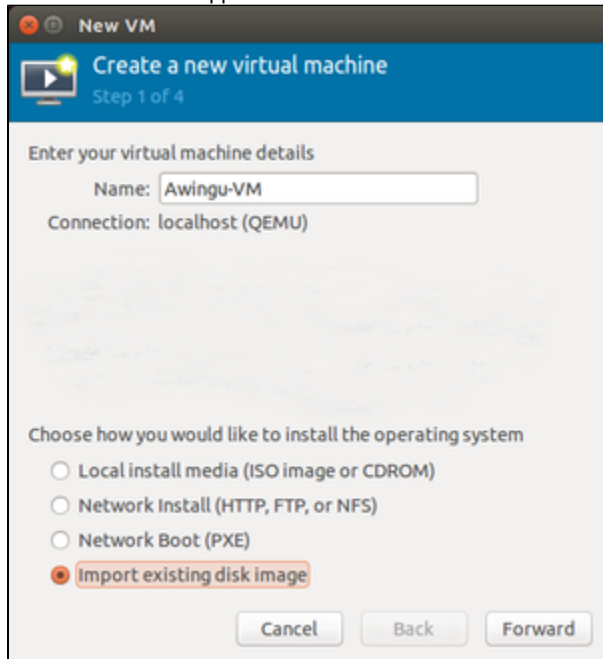 New VM
Create a new virtual machine
Step 1 of 4
Enter your virtual machine details
Name: Awingu-VM
Connection: localhost (QEMU)
Choose how you would like to install the operating system
Local install media (ISO image or CDROM)
Network Install (HTTP, FTP, or NFS)
Network Boot (PXE)
Import existing disk image
Cancel Back Forward